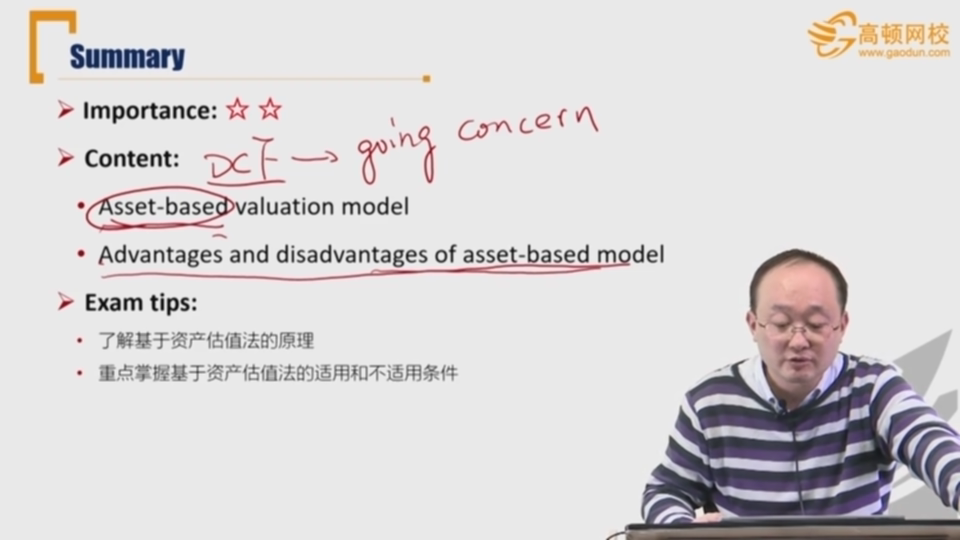 Summary
高顿网校
www.gaodun.com
➢ Importance: ☆ ☆
➢ Content: DCF → going concern
• Asset-based valuation model
• Advantages and disadvantages of asset-based model
➢ Exam tips:
• 了解基于资产估值法的原理
• 重点掌握基于资产估值法的适用和不适用条件